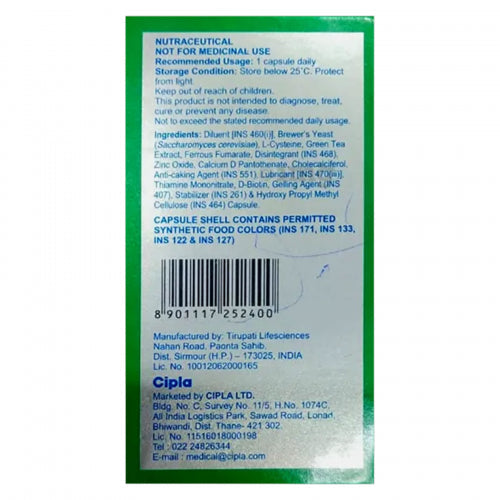 NUTRACEUTICAL
NOT FOR MEDICINAL USE
Recommended Usage: 1 capsule daily
Storage Condition: Store below 25°C. Protect
from light.
Keep out of reach of children.
This product is not intended to diagnose, treat,
cure or prevent any disease.
Not to exceed the stated recommended daily usage.
Ingredients: Diluent [INS 460(i)], Brewer's Yeast
(Saccharomyces cerevisiae), L-Cysteine, Green Tea
Extract, Ferrous Fumarate, Disintegrant (INS 468),
Zinc Oxide, Calcium D Pantothenate, Cholecalciferol,
Anti-caking Agent (INS 551), Lubricant [INS 470(iii)],
Thiamine Mononitrate, D-Biotin, Gelling Agent (INS
407), Stabilizer (INS 261) & Hydroxy Propyl Methyl
Cellulose (INS 464) Capsule.
CAPSULE SHELL CONTAINS PERMITTED
SYNTHETIC FOOD COLORS (INS 171, INS 133,
INS 122 & INS 127)
8 901117 252400
Manufactured by: Tirupati Lifesciences
Nahan Road, Paonta Sahib,
Dist. Sirmour (H.P.) – 173025, INDIA
Lic. No. 10012062000165
Cipla
Marketed by CIPLA LTD.
Bldg. No. C, Survey No. 11/5, H.No. 1074C,
All India Logistics Park, Sawad Road, Lonad,
Bhiwandi, Dist. Thane- 421 302.
Lic. No. 11516018000198
Tel : 022 24826344
E-mail : medical@cipla.com